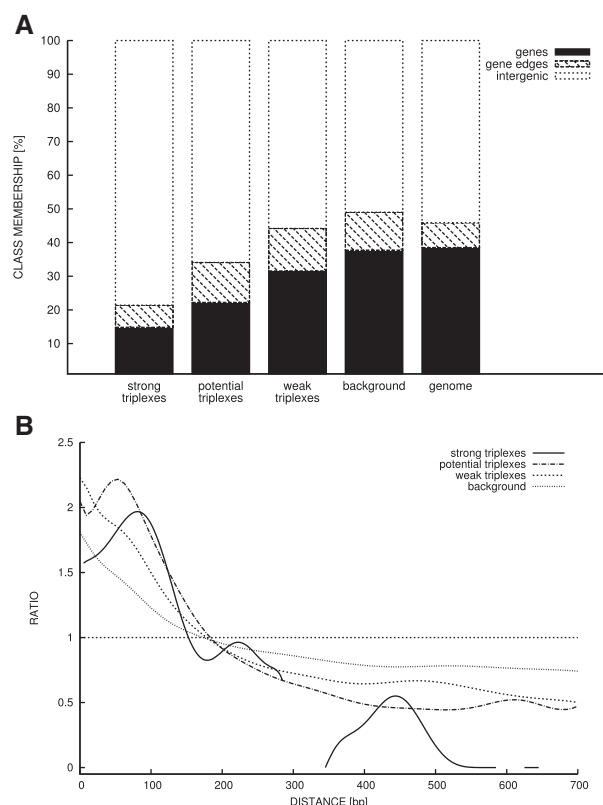 A
100
90
80
70
60
50
40
30
20
10
CLASS MEMBERSHIP [%]
genes
gene edges
intergenic
strong
triplexes
potential
triplexes
weak
triplexes
background
genome
B
2.5
2
1.5
1
0.5
0
RATIO
strong triplexes
potential triplexes
weak triplexes
background
0
100
200
300
400
500
600
700
DISTANCE [bp]